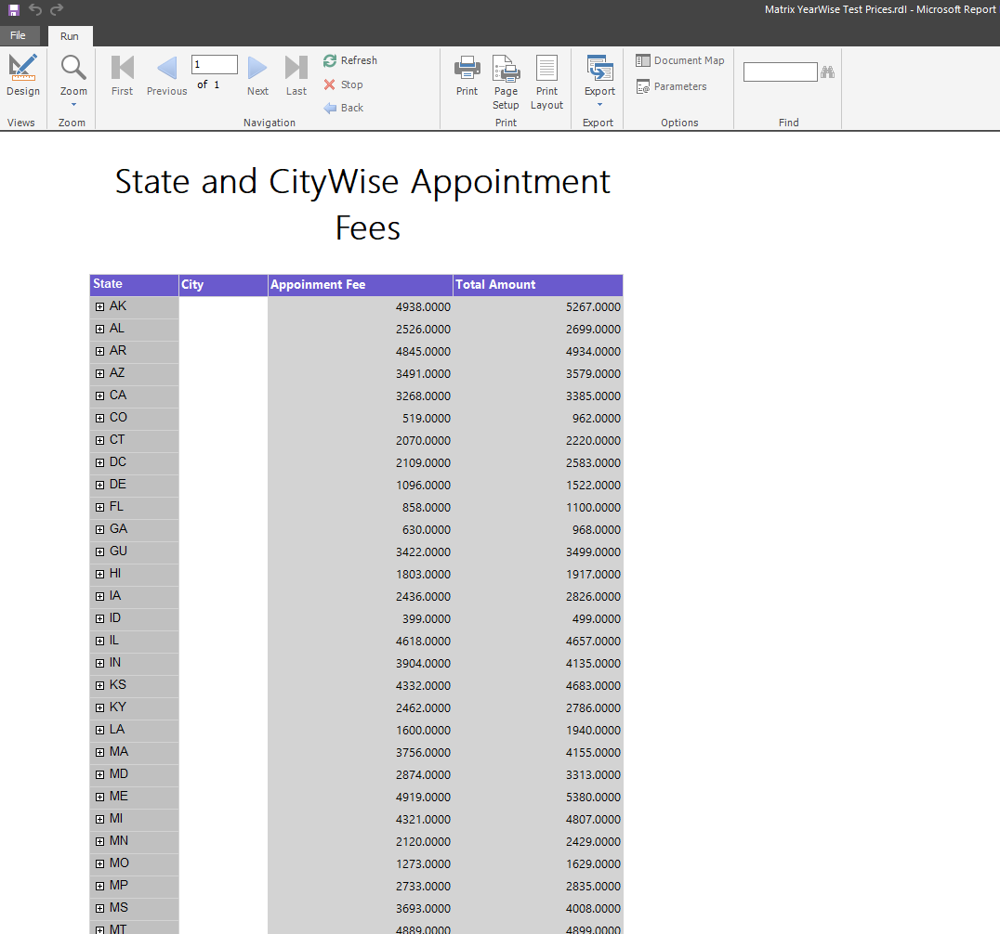 Matrix YearWise Test Prices.rdl - Microsoft Report
File Run
Design
Views
Zoom
Zoom
First Previous 1 of 1 Next Last
Refresh
Stop
Back
Navigation
Print Page Setup Print Layout
Print
Export
Export
Document Map
Parameters
Options
Find
State and CityWise Appointment
Fees
State City Appoinment Fee Total Amount
AK 4938.0000 5267.0000
AL 2526.0000 2699.0000
AR 4845.0000 4934.0000
AZ 3491.0000 3579.0000
CA 3268.0000 3385.0000
CO 519.0000 962.0000
CT 2070.0000 2220.0000
DC 2109.0000 2583.0000
DE 1096.0000 1522.0000
FL 858.0000 1100.0000
GA 630.0000 968.0000
GU 3422.0000 3499.0000
HI 1803.0000 1917.0000
IA 2436.0000 2826.0000
ID 399.0000 499.0000
IL 4618.0000 4657.0000
IN 3904.0000 4135.0000
KS 4332.0000 4683.0000
KY 2462.0000 2786.0000
LA 1600.0000 1940.0000
MA 3756.0000 4155.0000
MD 2874.0000 3313.0000
ME 4919.0000 5380.0000
MI 4321.0000 4807.0000
MN 2120.0000 2429.0000
MO 1273.0000 1629.0000
MP 2733.0000 2835.0000
MS 3693.0000 4008.0000
MT 4889.0000 4899.0000